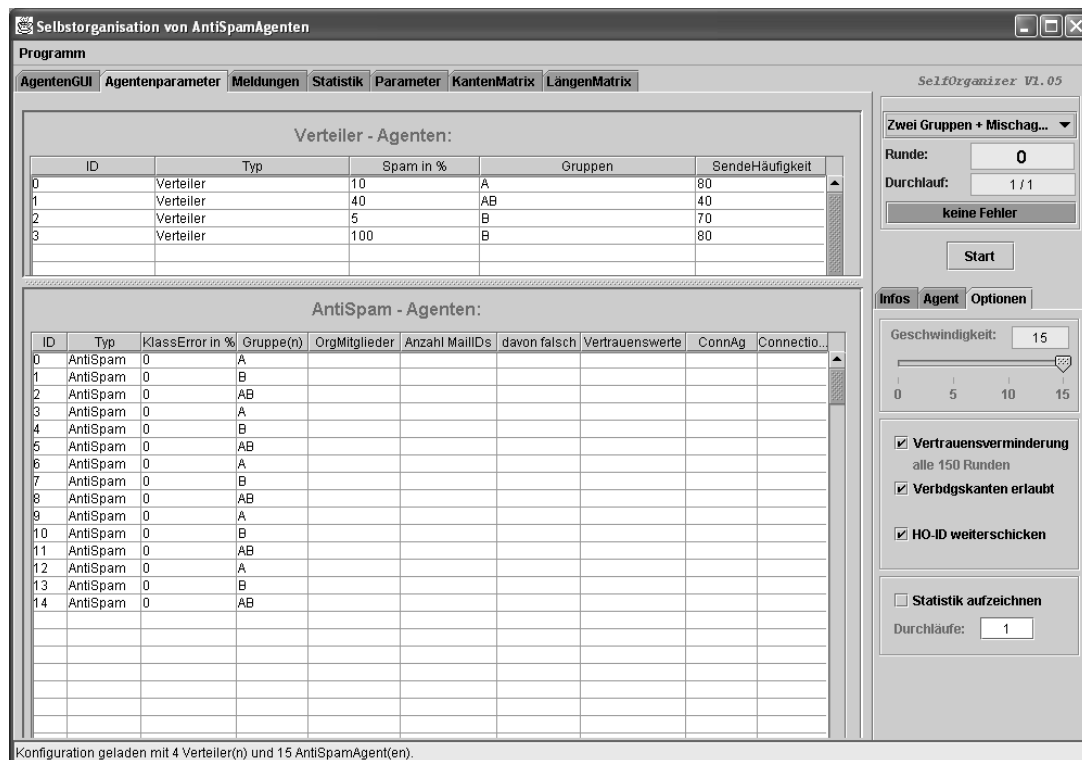 Selbstorganisation von AntiSpamAgenten
Programm
AgentenGUI Agentenparameter Meldungen Statistik Parameter KantenMatrix LängenMatrix
SelfOrganizer V1.05
Verteiler - Agenten:
ID Typ Spam in % Gruppen SendeHäufigkeit
0 Verteiler 10 A 80
1 Verteiler 40 AB 40
2 Verteiler 5 B 70
3 Verteiler 100 B 80
AntiSpam - Agenten:
ID Typ KlassError in % Gruppe(n) OrgMitglieder Anzahl MailIDs davon falsch Vertrauenswerte ConnAg Connectio...
0 AntiSpam 0 A
1 AntiSpam 0 B
2 AntiSpam 0 AB
3 AntiSpam 0 A
4 AntiSpam 0 B
5 AntiSpam 0 AB
6 AntiSpam 0 A
7 AntiSpam 0 B
8 AntiSpam 0 AB
9 AntiSpam 0 A
10 AntiSpam 0 B
11 AntiSpam 0 AB
12 AntiSpam 0 A
13 AntiSpam 0 B
14 AntiSpam 0 AB
Zwei Gruppen + Mischag...
Runde: 0
Durchlauf: 1 / 1
keine Fehler
Start
Infos Agent Optionen
Geschwindigkeit: 15
0 5 10 15
Vertrauensverminderung
alle 150 Runden
Verbdgskanten erlaubt
HO-ID weiterschicken
Statistik aufzeichnen
Durchläufe: 1
Konfiguration geladen mit 4 Verteiler(n) und 15 AntiSpamAgent(en).